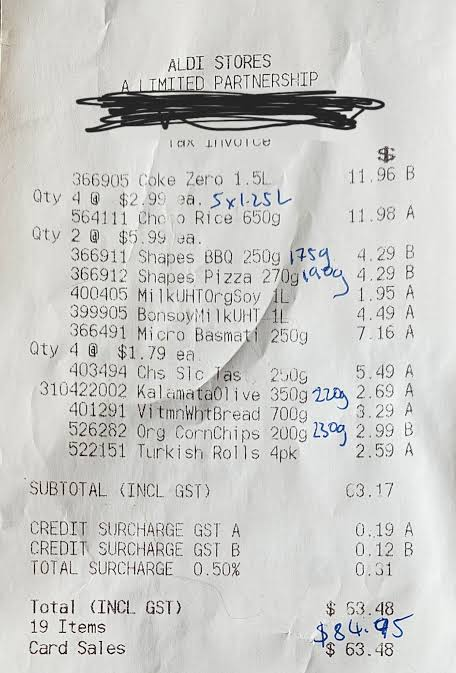 ALDI STORES
A LIMITED PARTNERSHIP
Tax Invoice
$
366905 Coke Zero 1.5L 11.96 B
Qty 4 @ $2.99 ea. 5x1.25L
564111 Choco Rice 650g 11.98 A
Qty 2 @ $5.99 ea.
366911 Shapes BBQ 250g 175g 4.29 B
366912 Shapes Pizza 270g 190g 4.29 B
400405 MilkUHTOrgSoy 1L 1.95 A
399905 BonsoyMilkUHT 1L 4.49 A
366491 Micro Basmati 250g 7.16 A
Qty 4 @ $1.79 ea.
403494 Chs Slc Tas 250g 5.49 A
310422002 KalamataOlive 350g 220g 2.69 A
401291 VitmnWhtBread 700g 3.29 A
526282 Org CornChips 200g 230g 2.99 B
522151 Turkish Rolls 4pk 2.59 A
SUBTOTAL (INCL GST) 63.17
CREDIT SURCHARGE GST A 0.19 A
CREDIT SURCHARGE GST B 0.12 B
TOTAL SURCHARGE 0.50% 0.31
Total (INCL GST) $ 63.48
19 Items $84.95
Card Sales $ 63.48